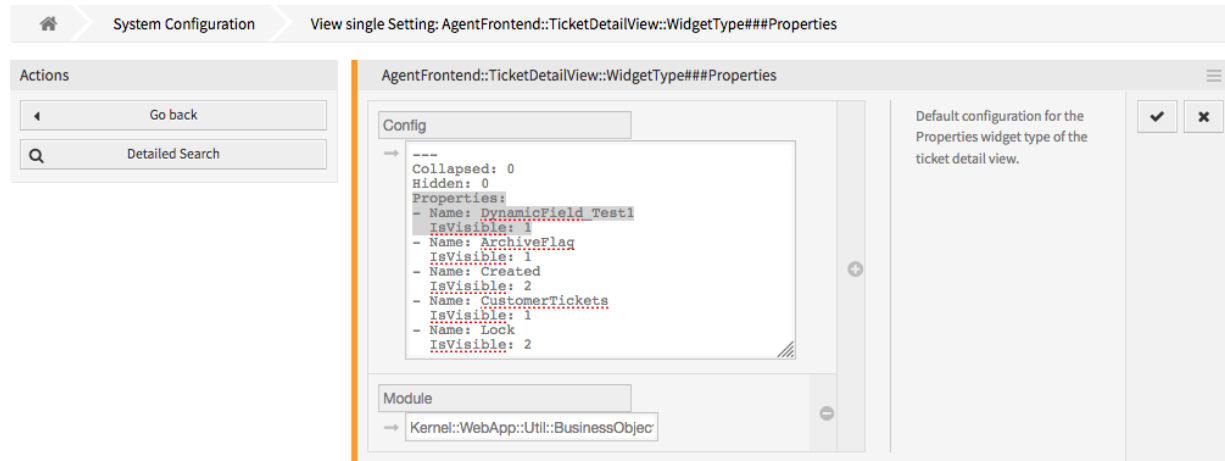 System Configuration
View single Setting: AgentFrontend::TicketDetailView::WidgetType###Properties
Actions
Go back
Detailed Search
AgentFrontend::TicketDetailView::WidgetType###Properties
Config
---
Collapsed: 0
Hidden: 0
Properties:
- Name: DynamicField_Test1
  IsVisible: 1
- Name: ArchiveFlag
  IsVisible: 1
- Name: Created
  IsVisible: 2
- Name: CustomerTickets
  IsVisible: 1
- Name: Lock
  IsVisible: 2
Module
Kernel::WebApp::Util::BusinessObjec
Default configuration for the
Properties widget type of the
ticket detail view.